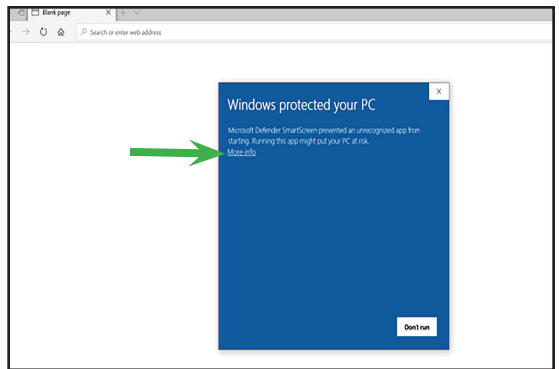 Blank page
Search or enter web address
Windows protected your PC
Microsoft Defender SmartScreen prevented an unrecognized app from
starting. Running this app might put your PC at risk.
More info
Don't run